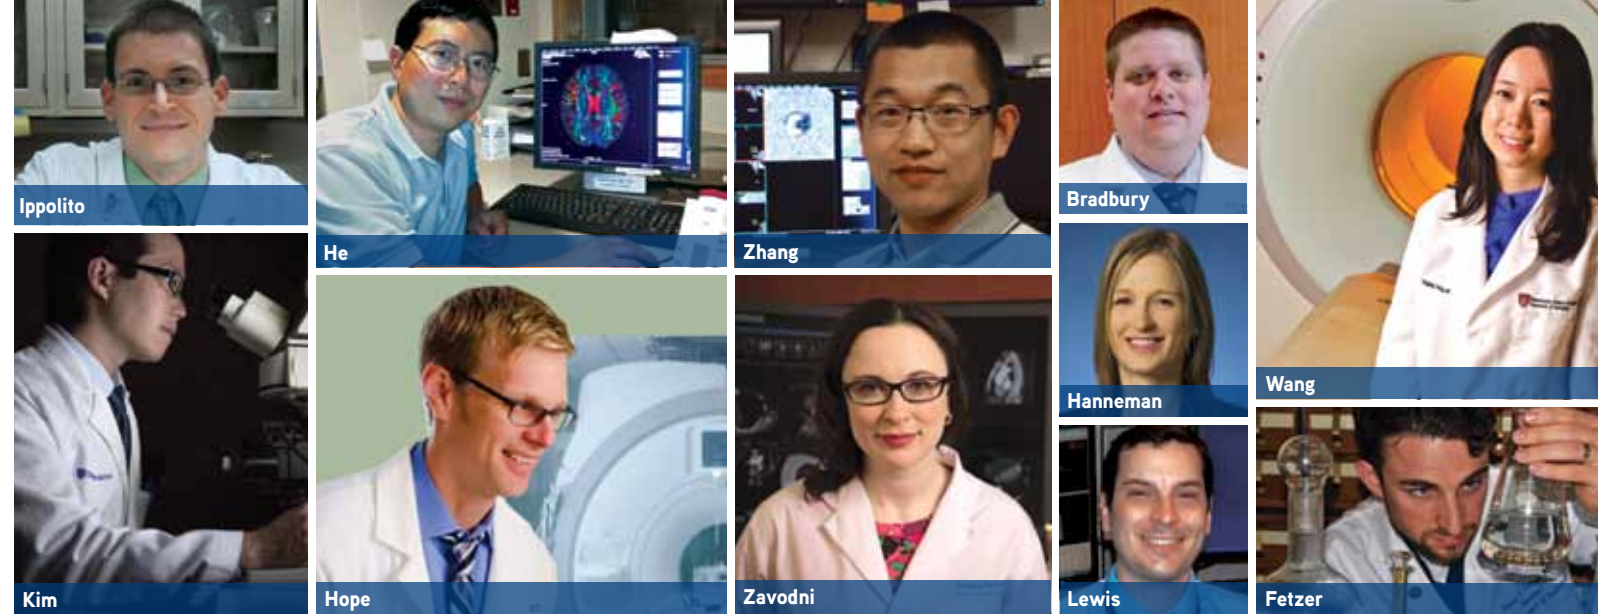 Ippolito
He
Zhang
Bradbury
Wang
Kim
Hope
Zavodni
Hanneman
Lewis
Fetzer